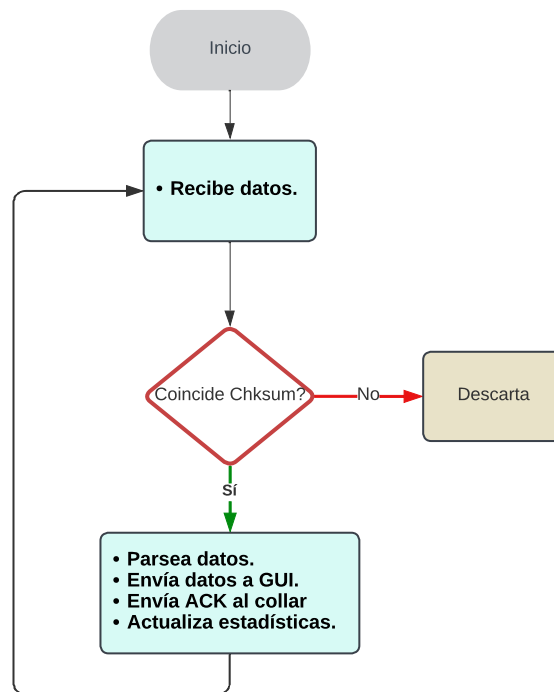 Inicio
• Recibe datos.
Coincide Chksum?
No
Descarta
Sí
• Parsea datos.
• Envía datos a GUI.
• Envía ACK al collar
• Actualiza estadísticas.